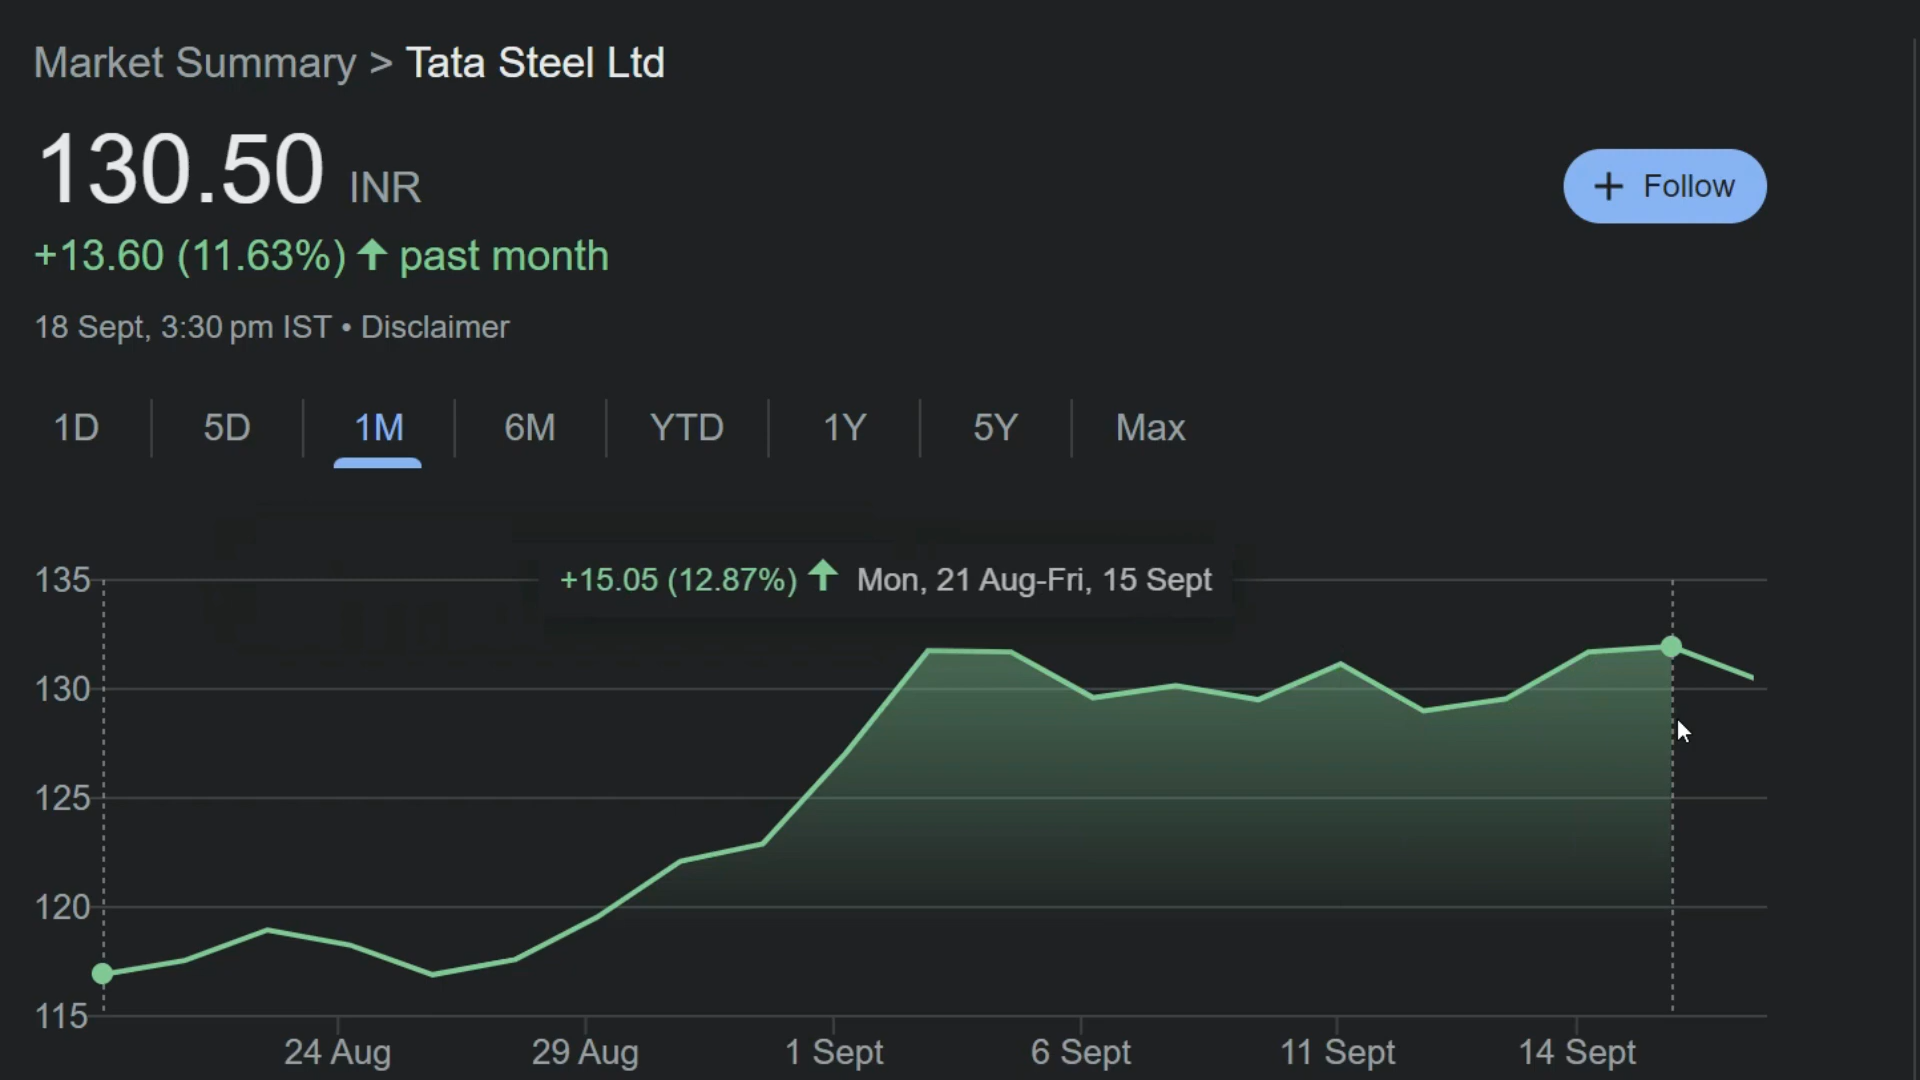 Market Summary > Tata Steel Ltd
130.50 INR
+ Follow
+13.60 (11.63%) ↑ past month
18 Sept, 3:30 pm IST • Disclaimer
1D 5D 1M 6M YTD 1Y 5Y Max
+15.05 (12.87%) ↑ Mon, 21 Aug-Fri, 15 Sept
135
130
125
120
115
24 Aug 29 Aug 1 Sept 6 Sept 11 Sept 14 Sept